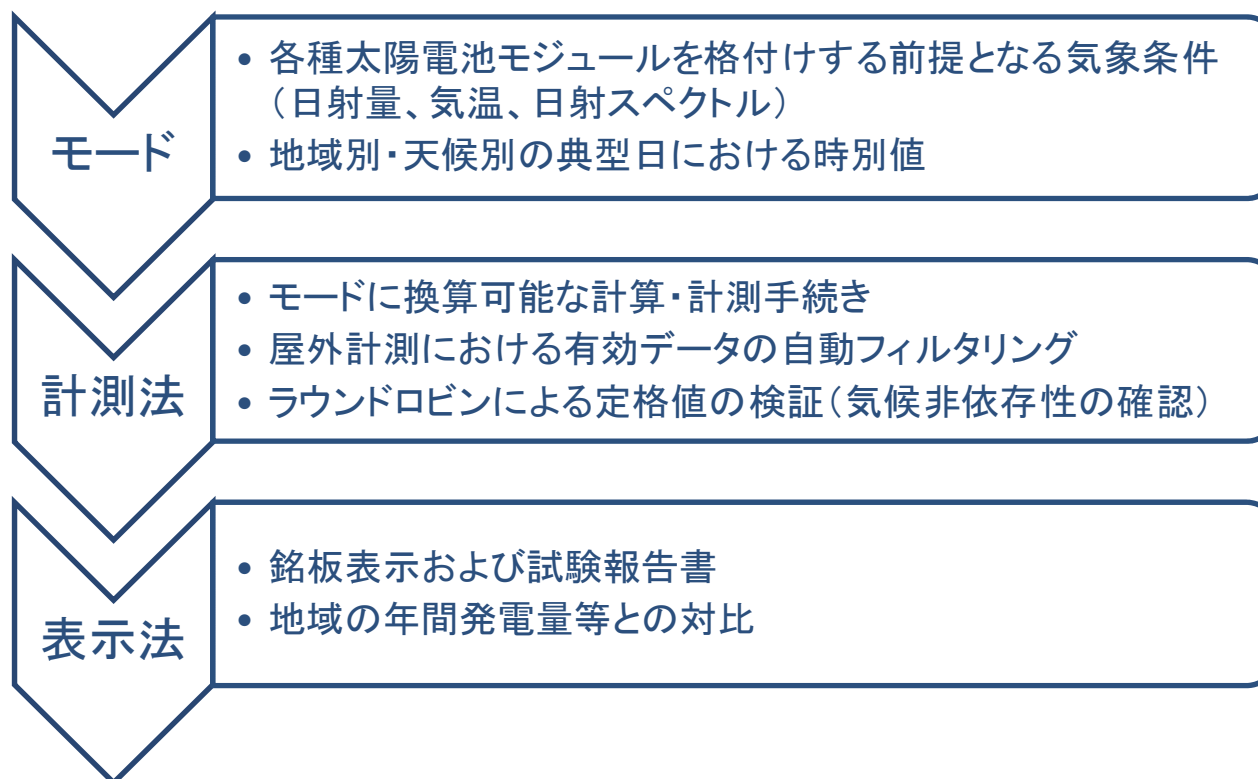 モード
• 各種太陽電池モジュールを格付けする前提となる気象条件
（日射量、気温、日射スペクトル）
• 地域別・天候別の典型日における時別値
計測法
• モードに換算可能な計算・計測手続き
• 屋外計測における有効データの自動フィルタリング
• ラウンドロビンによる定格値の検証（気候非依存性の確認）
表示法
• 銘板表示および試験報告書
• 地域の年間発電量等との対比